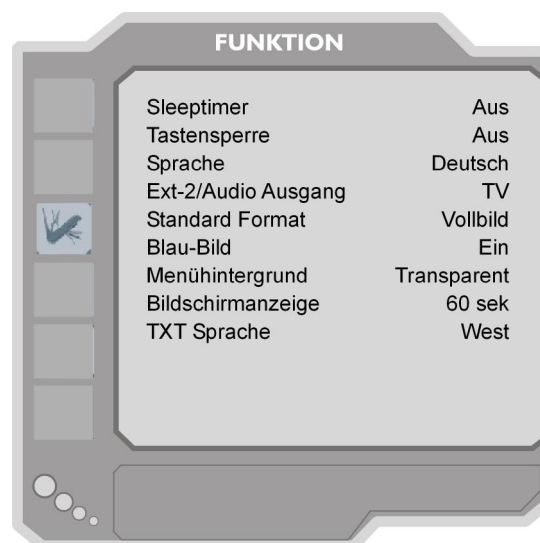 FUNKTION
Sleeptimer Aus
Tastensperre Aus
Sprache Deutsch
Ext-2/Audio Ausgang TV
Standard Format Vollbild
Blau-Bild Ein
Menühintergrund Transparent
Bildschirmanzeige 60 sek
TXT Sprache West